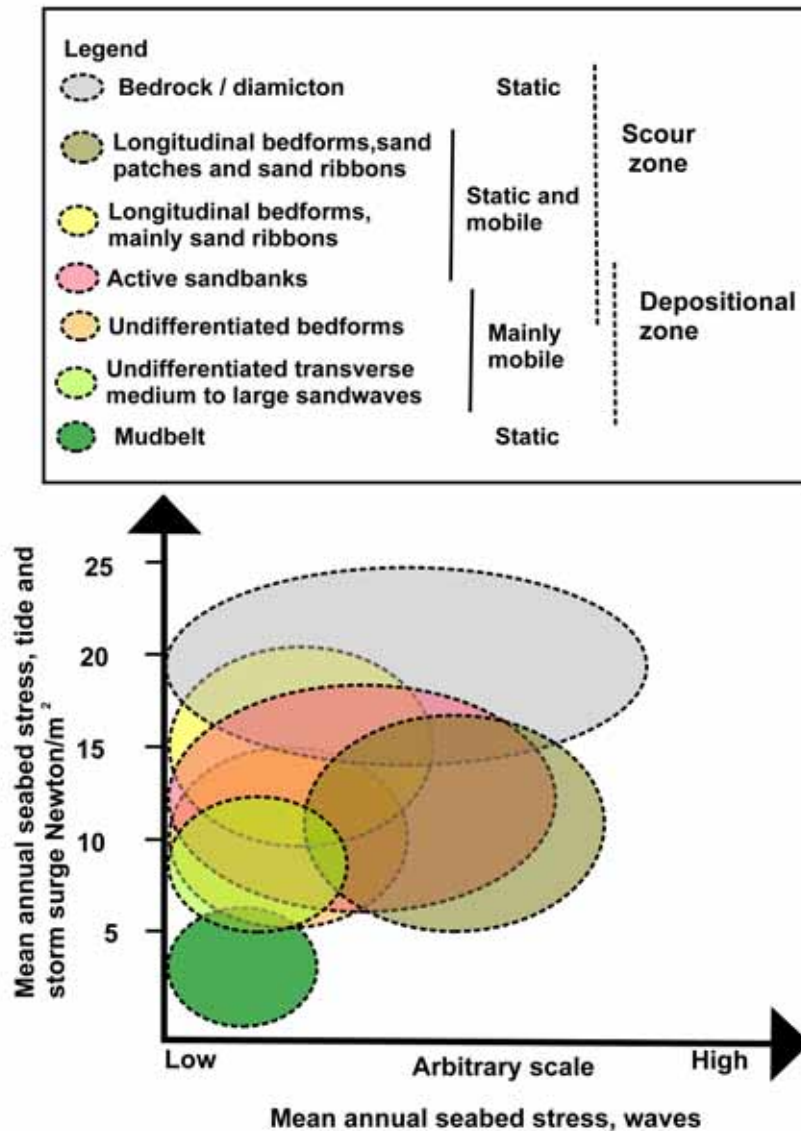 Legend
Bedrock / diamicton
Static
Longitudinal bedforms,sand
patches and sand ribbons
Scour
zone
Static and
mobile
Longitudinal bedforms,
mainly sand ribbons
Active sandbanks
Depositional
zone
Undifferentiated bedforms
Mainly
mobile
Undifferentiated transverse
medium to large sandwaves
Mudbelt
Static
Mean annual seabed stress, tide and
storm surge Newton/m²
25
20
15
10
5
Low
Arbitrary scale
High
Mean annual seabed stress, waves